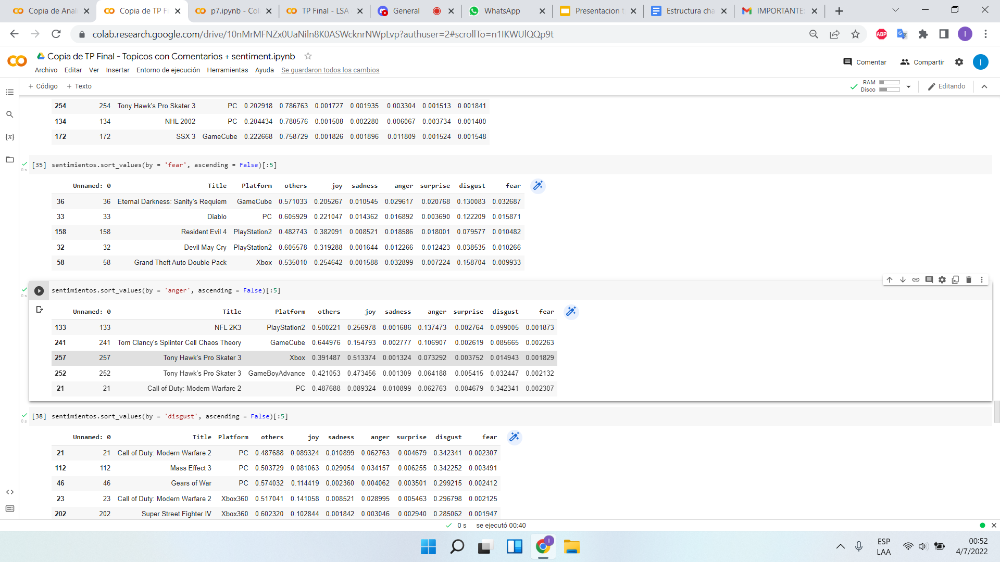 Copia de Anali
Copia de TP Fi
p7.ipynb - Col
TP Final - LSA
General
WhatsApp
Presentacion t
Estructura cha
IMPORTANTE:
colab.research.google.com/drive/10nMrMFNZx0UaNiln8K0ASWcknrNWpLvp?authuser=2#scrollTo=n1IKWUlQQp9t
ABP
I
Copia de TP Final - Topicos con Comentarios + sentiment.ipynb
Archivo Editar Ver Insertar Entorno de ejecución Herramientas Ayuda Se guardaron todos los cambios
Comentar
Compartir
I
+ Código + Texto
RAM
Disco
Editando
254 254 Tony Hawk's Pro Skater 3 PC 0.202918 0.786763 0.001727 0.001935 0.003304 0.001513 0.001841
134 134 NHL 2002 PC 0.204434 0.780576 0.001508 0.002280 0.006067 0.003734 0.001400
172 172 SSX 3 GameCube 0.222668 0.758729 0.001826 0.001896 0.011809 0.001524 0.001548
0 s
[35] sentimientos.sort_values(by = 'fear', ascending = False)[:5]
Unnamed: 0 Title Platform others joy sadness anger surprise disgust fear
36 36 Eternal Darkness: Sanity's Requiem GameCube 0.571033 0.205267 0.010545 0.029617 0.020768 0.130083 0.032687
33 33 Diablo PC 0.605929 0.221047 0.014362 0.016892 0.003690 0.122209 0.015871
158 158 Resident Evil 4 PlayStation2 0.482743 0.382091 0.008521 0.018586 0.018001 0.079577 0.010482
32 32 Devil May Cry PlayStation2 0.605578 0.319288 0.001644 0.012266 0.012423 0.038535 0.010266
58 58 Grand Theft Auto Double Pack Xbox 0.535010 0.254642 0.001588 0.032899 0.007224 0.158704 0.009933
0 s
sentimientos.sort_values(by = 'anger', ascending = False)[:5]
Unnamed: 0 Title Platform others joy sadness anger surprise disgust fear
133 133 NFL 2K3 PlayStation2 0.500221 0.256978 0.001686 0.137473 0.002764 0.099005 0.001873
241 241 Tom Clancy's Splinter Cell Chaos Theory GameCube 0.644976 0.154793 0.002777 0.106907 0.002619 0.085665 0.002263
257 257 Tony Hawk's Pro Skater 3 Xbox 0.391487 0.513374 0.001324 0.073292 0.003752 0.014943 0.001829
252 252 Tony Hawk's Pro Skater 3 GameBoyAdvance 0.421053 0.473456 0.001309 0.064188 0.005415 0.032447 0.002132
21 21 Call of Duty: Modern Warfare 2 PC 0.487688 0.089324 0.010899 0.062763 0.004679 0.342341 0.002307
0 s
[38] sentimientos.sort_values(by = 'disgust', ascending = False)[:5]
Unnamed: 0 Title Platform others joy sadness anger surprise disgust fear
21 21 Call of Duty: Modern Warfare 2 PC 0.487688 0.089324 0.010899 0.062763 0.004679 0.342341 0.002307
112 112 Mass Effect 3 PC 0.503729 0.081063 0.029054 0.034157 0.006255 0.342252 0.003491
46 46 Gears of War PC 0.574032 0.114419 0.002360 0.004062 0.003501 0.299215 0.002412
23 23 Call of Duty: Modern Warfare 2 Xbox360 0.517041 0.141058 0.008521 0.028995 0.005463 0.296798 0.002125
202 202 Super Street Fighter IV Xbox360 0.602320 0.102844 0.001842 0.003046 0.002940 0.285062 0.001947
0 s se ejecutó 00:40
ESP
LAA
00:52
4/7/2022